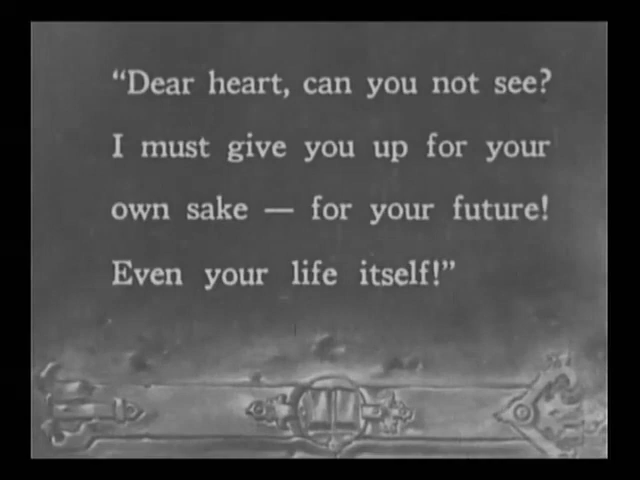 “Dear heart, can you not see?
I must give you up for your
own sake — for your future!
Even your life itself!”